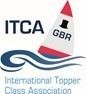 ITCA
GBR
International Topper
Class Association